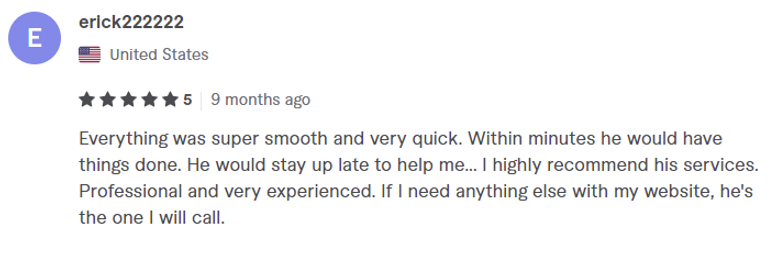 E
erick222222
United States
5 | 9 months ago
Everything was super smooth and very quick. Within minutes he would have
things done. He would stay up late to help me... I highly recommend his services.
Professional and very experienced. If I need anything else with my website, he's
the one I will call.